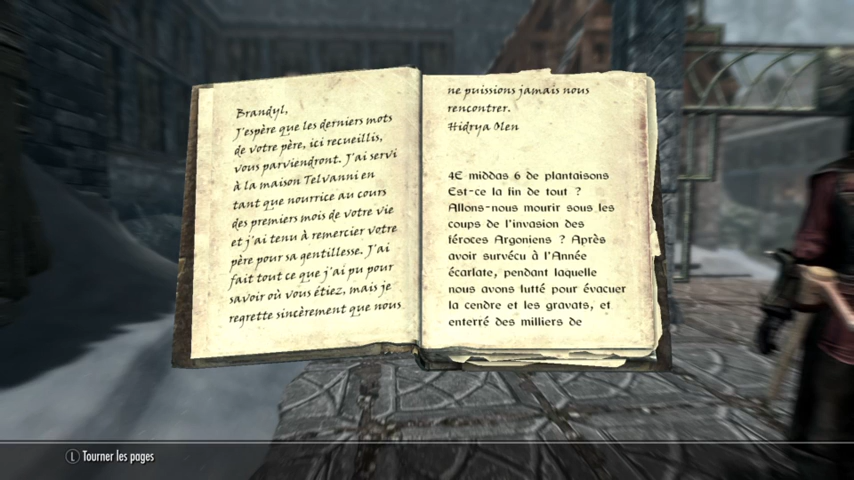 Brandyl,
J'espère que les derniers mots
de votre père, ici recueillis,
vous parviendront. J'ai servi
à la maison Telvanni en
tant que nourrice au cours
des premiers mois de votre vie
et j'ai tenu à remercier votre
père pour sa gentillesse. J'ai
fait tout ce que j'ai pu pour
savoir où vous étiez, mais je
regrette sincèrement que nous
ne puissions jamais nous
rencontrer.
Hidrya Olen
4E middas 6 de plantaisons
Est-ce la fin de tout ?
Allons-nous mourir sous les
coups de l'invasion des
féroces Argoniens ? Après
avoir survécu à l'Année
écarlate, pendant laquelle
nous avons lutté pour évacuer
la cendre et les gravats, et
enterré des milliers de
L Tourner les pages